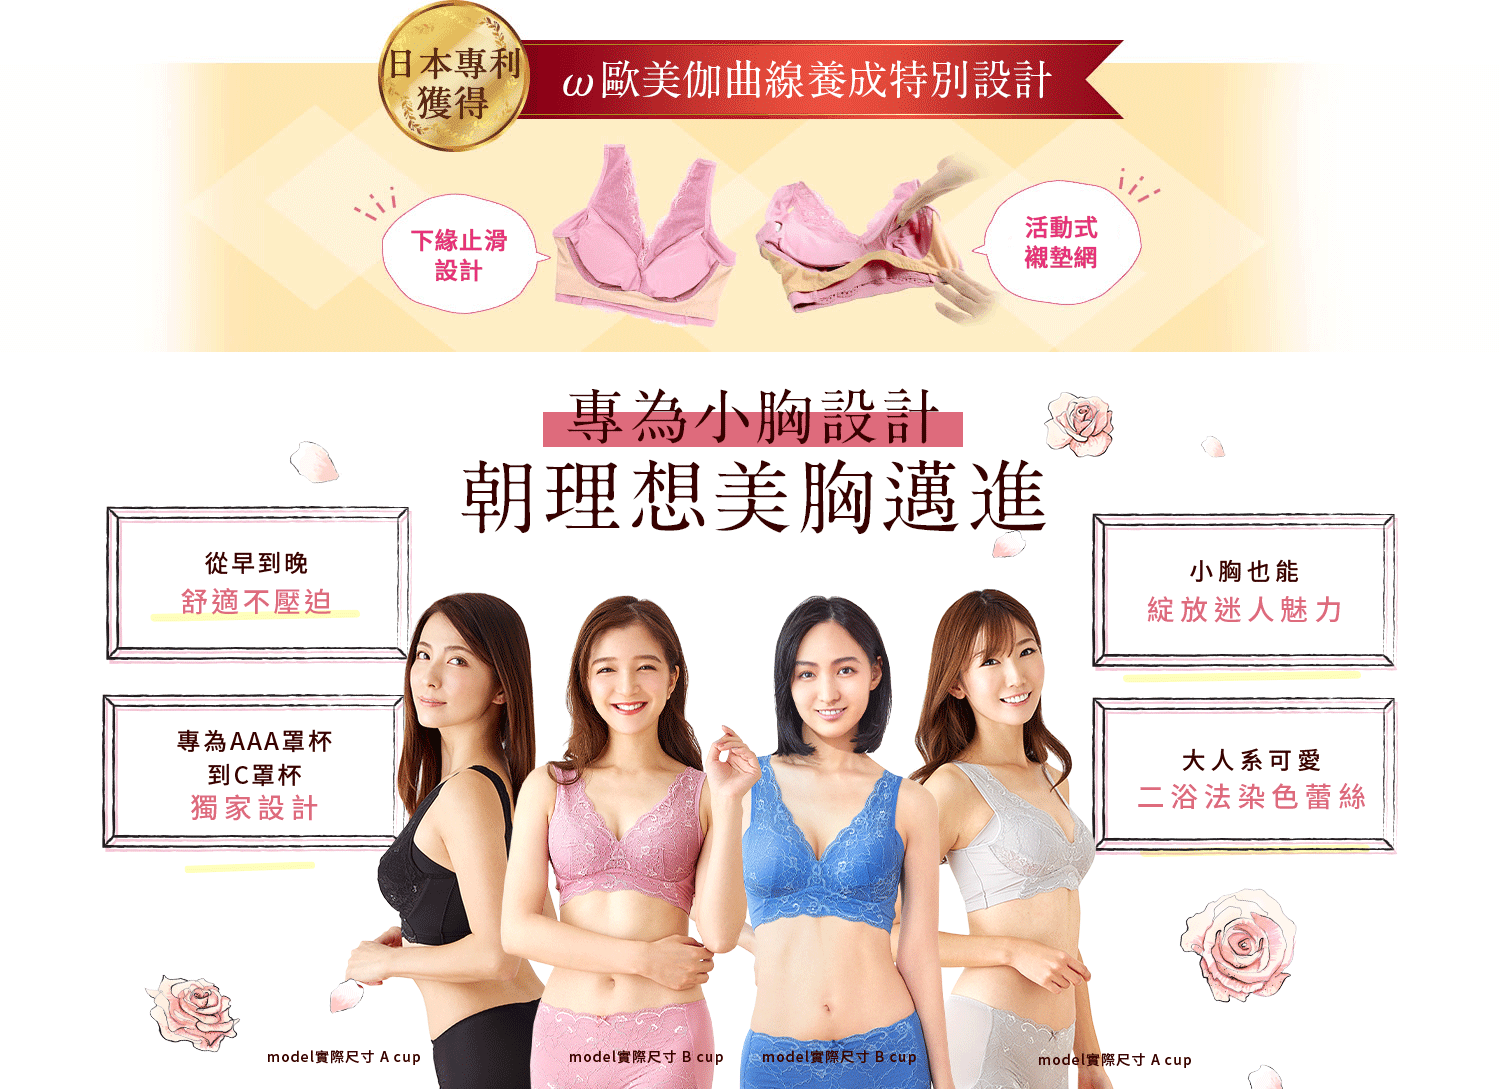 日本專利
獲得
ω歐美伽曲線養成特別設計
下緣止滑
設計
活動式
襯墊網
專為小胸設計
朝理想美胸邁進
從早到晚
舒適不壓迫
小胸也能
綻放迷人魅力
專為AAA罩杯
到C罩杯
獨家設計
大人系可愛
二浴法染色蕾絲
model實際尺寸 A cup
model實際尺寸 B cup
model實際尺寸 B cup
model實際尺寸 A cup